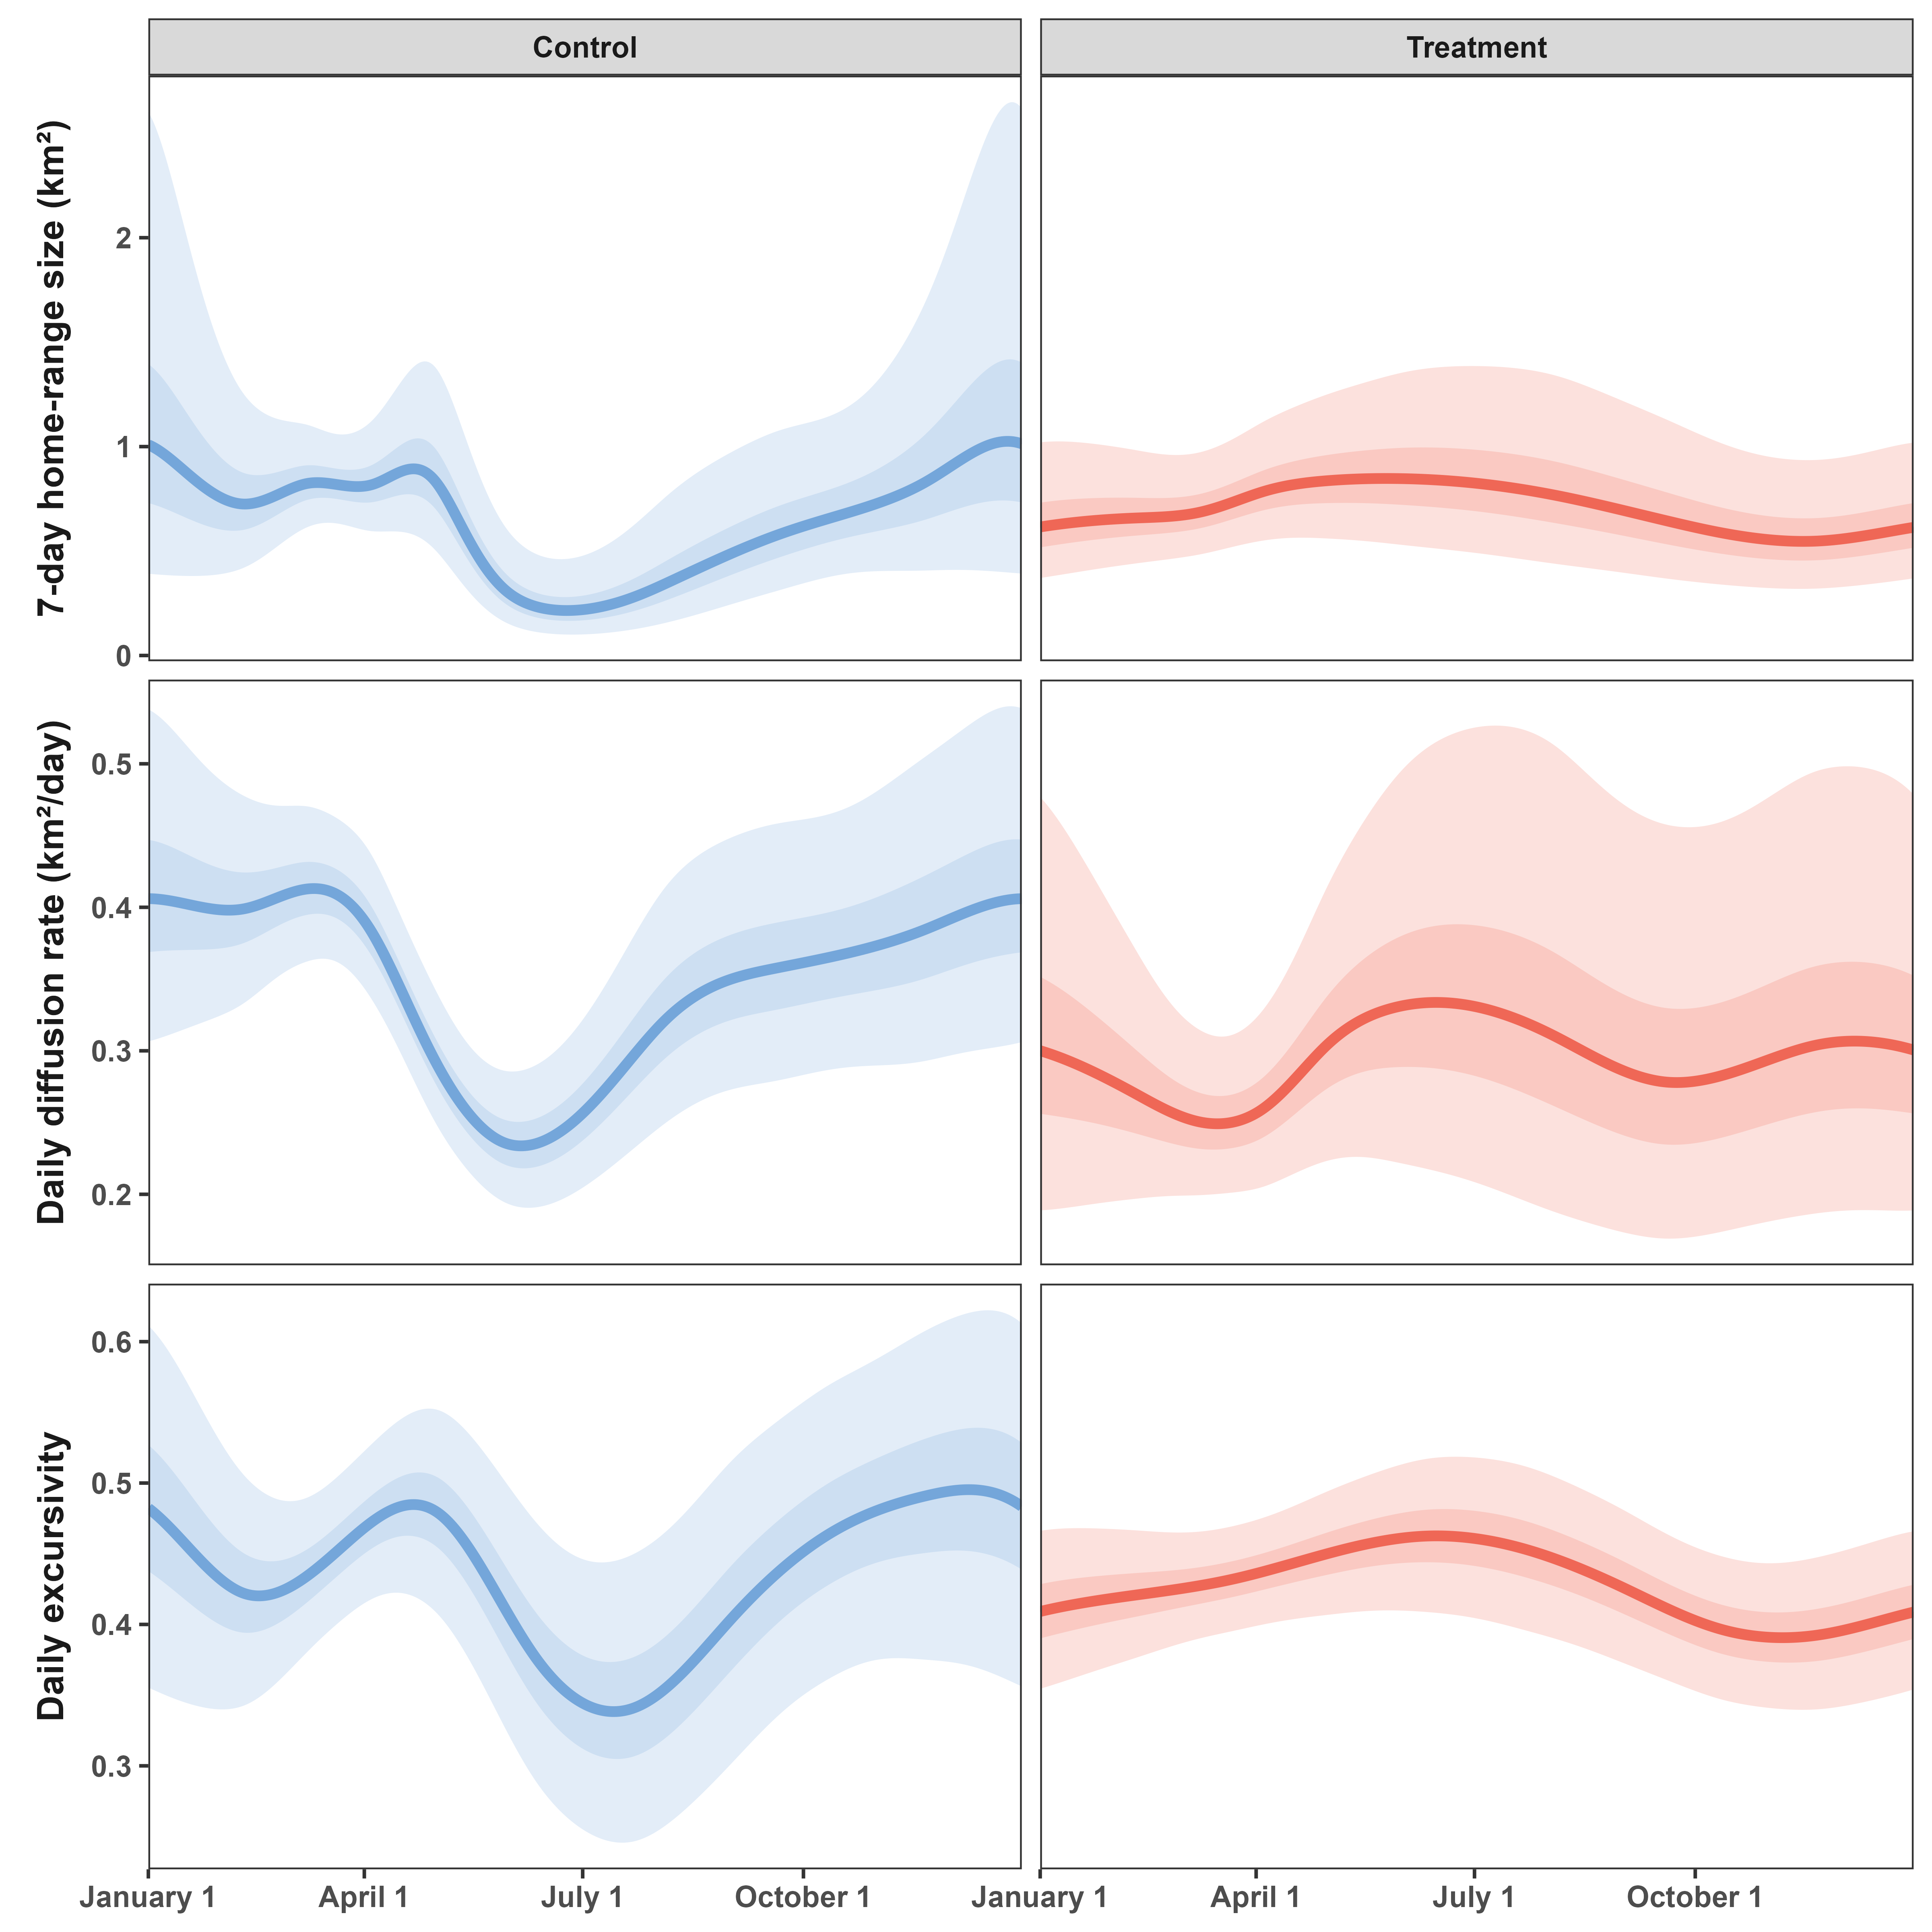 Control
Treatment
7-day home-range size (km²)
2
1
0
Daily diffusion rate (km²/day)
0.5
0.4
0.3
0.2
Daily excursivity
0.6
0.5
0.4
0.3
January 1
April 1
July 1
October 1
January 1
April 1
July 1
October 1